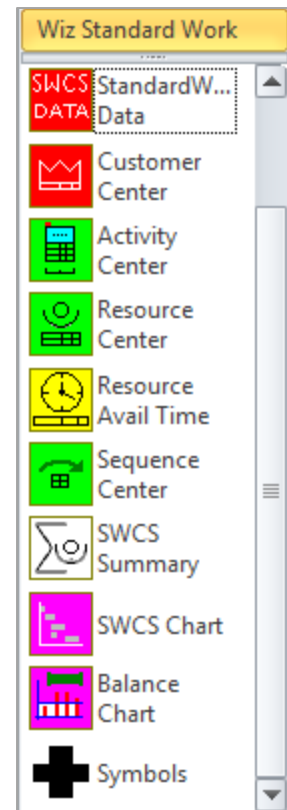 Wiz Standard Work
SWCS
DATA
StandardW...
Data
Customer
Center
Activity
Center
Resource
Center
Resource
Avail Time
Sequence
Center
SWCS
Summary
SWCS Chart
Balance
Chart
Symbols